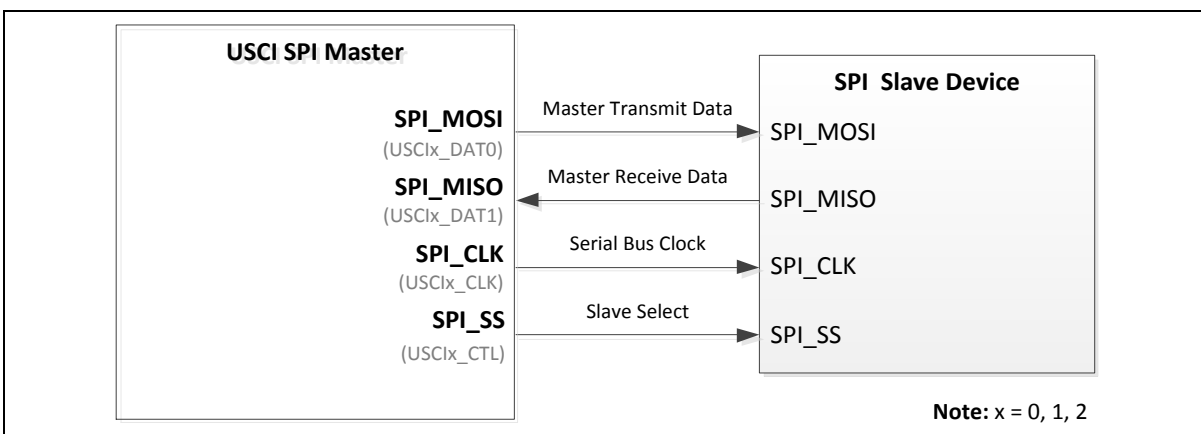 USCI SPI Master
SPI_MOSI
(USCIx_DAT0)
SPI_MISO
(USCIx_DAT1)
SPI_CLK
(USCIx_CLK)
SPI_SS
(USCIx_CTL)
Master Transmit Data
Master Receive Data
Serial Bus Clock
Slave Select
SPI Slave Device
SPI_MOSI
SPI_MISO
SPI_CLK
SPI_SS
Note: x = 0, 1, 2